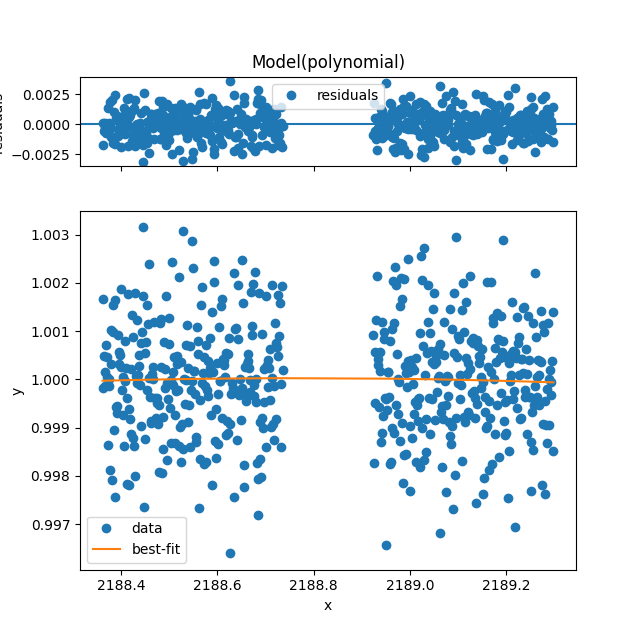 Model(polynomial)
0.0025
0.0000
−0.0025
residuals
residuals
1.003
1.002
1.001
1.000
0.999
0.998
0.997
y
data
best-fit
2188.4
2188.6
2188.8
2189.0
2189.2
x